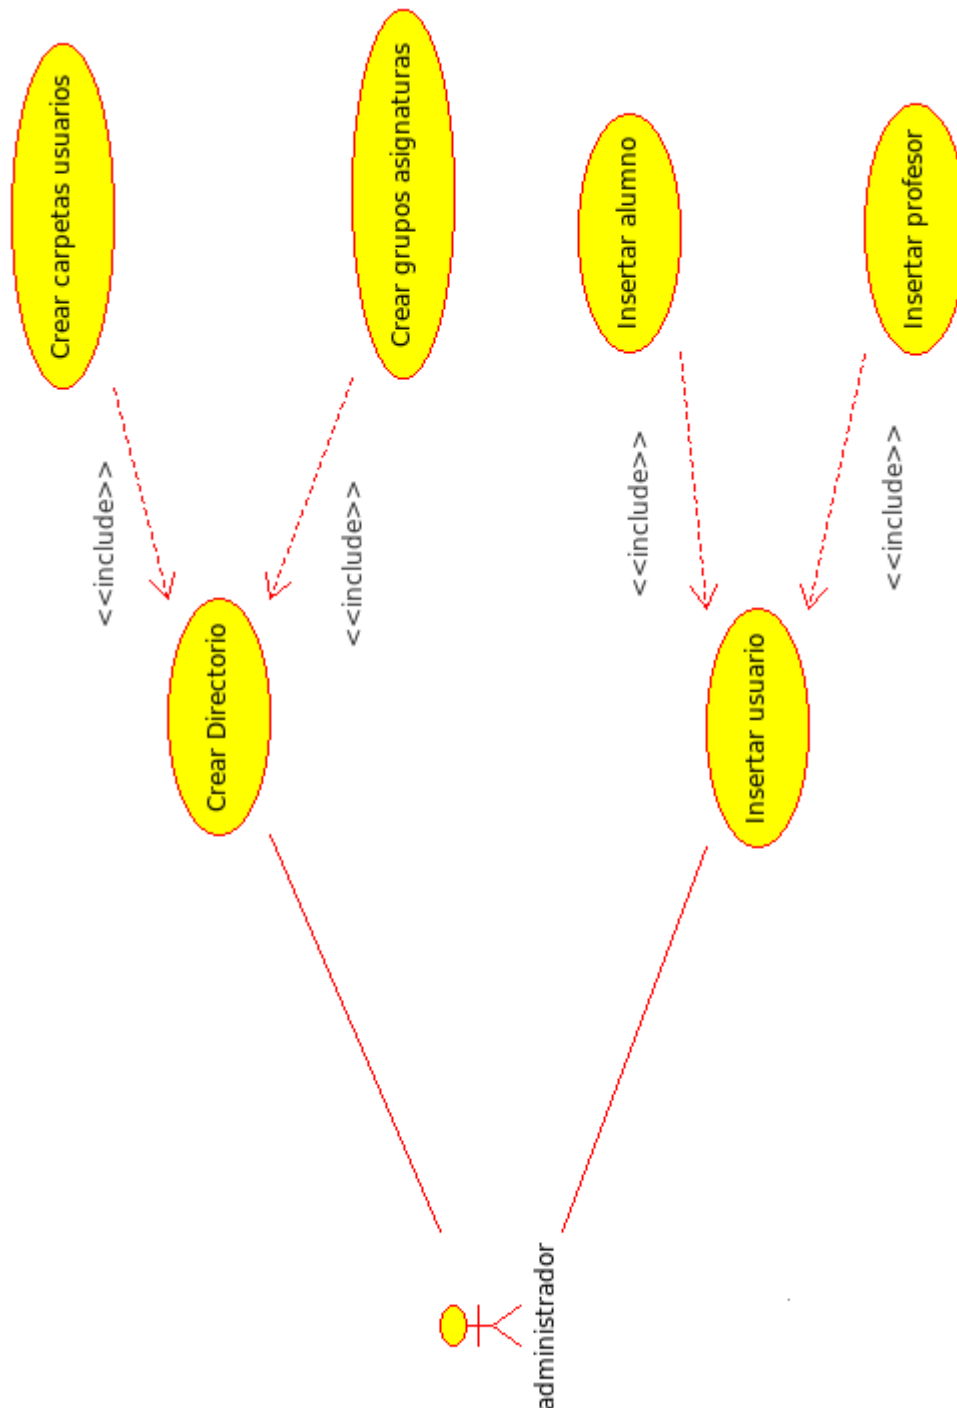 Crear carpetas usuarios
<<include>>
Crear grupos asignaturas
<<include>>
Crear Directorio
Insertar alumno
<<include>>
Insertar profesor
<<include>>
Insertar usuario
administrador